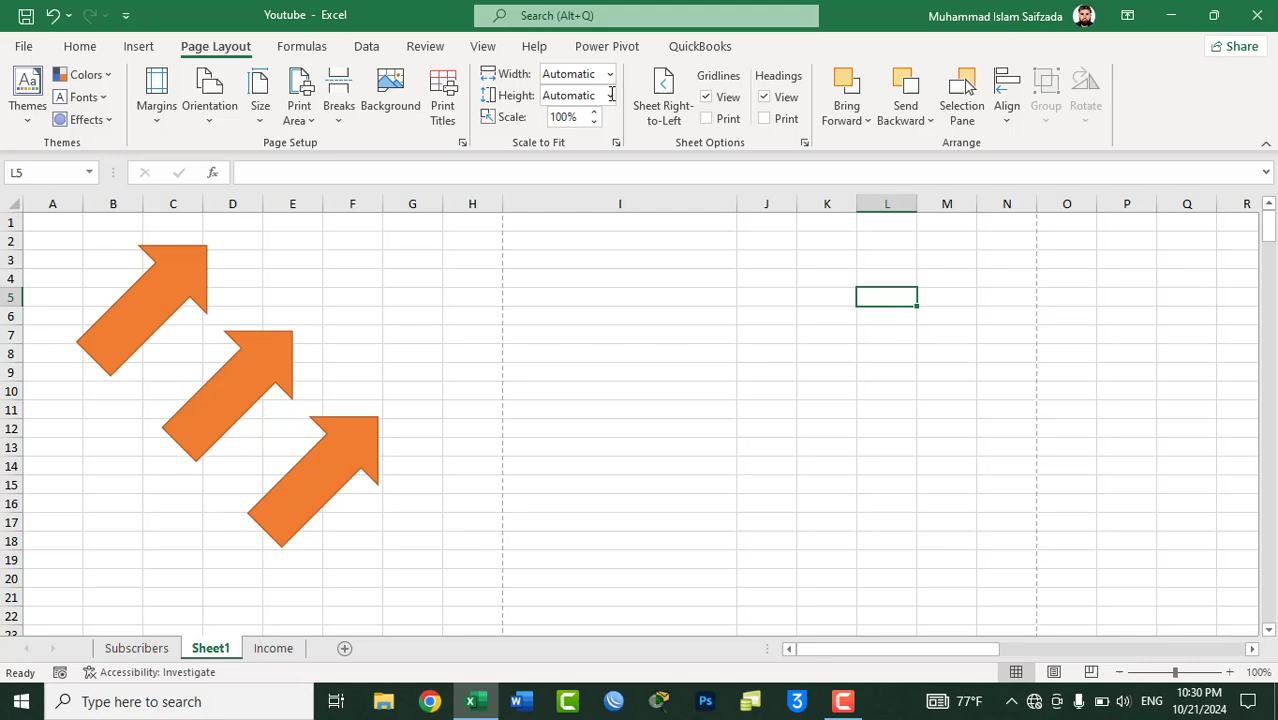 Youtube - Excel
Search (Alt+Q)
Muhammad Islam Saifzada
File Home Insert Page Layout Formulas Data Review View Help Power Pivot QuickBooks Share
Themes
Colors
Fonts
Effects
Themes
Margins
Orientation
Size
Print Area
Breaks
Background
Print Titles
Page Setup
Width: Automatic
Height: Automatic
Scale: 100%
Scale to Fit
Sheet Right-to-Left
Gridlines
View
Print
Headings
View
Print
Sheet Options
Bring Forward
Send Backward
Selection Pane
Align
Group
Rotate
Arrange
L5
fx
A B C D E F G H I J K L M N O P Q R
1
2
3
4
5
6
7
8
9
10
11
12
13
14
15
16
17
18
19
20
21
22
23
Subscribers Sheet1 Income
Ready
Accessibility: Investigate
100%
Type here to search
77°F
ENG
10:30 PM
10/21/2024